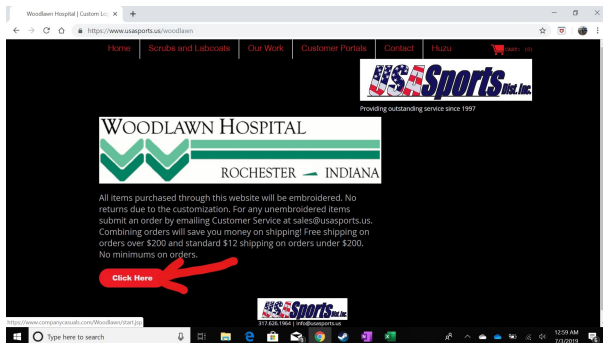 Woodlawn Hospital | Custom Log
https://www.usasports.us/woodlawn
Home Scrubs and Labcoats Our Work Customer Portals Contact Huzu Cart: (0)
USA Sports Dist. Inc.
Providing outstanding service since 1997
WOODLAWN HOSPITAL
ROCHESTER INDIANA
All items purchased through this website will be embroidered. No
returns due to the customization. For any unembroidered items
submit an order by emailing Customer Service at sales@usasports.us.
Combining orders will save you money on shipping! Free shipping on
orders over $200 and standard $12 shipping on orders under $200.
No minimums on orders.
Click Here
USA Sports Dist. Inc.
317.626.1964 | info@usasports.us
https://www.companycasuals.com/Woodlawn/start.jsp
Type here to search
12:59 AM
7/3/2019